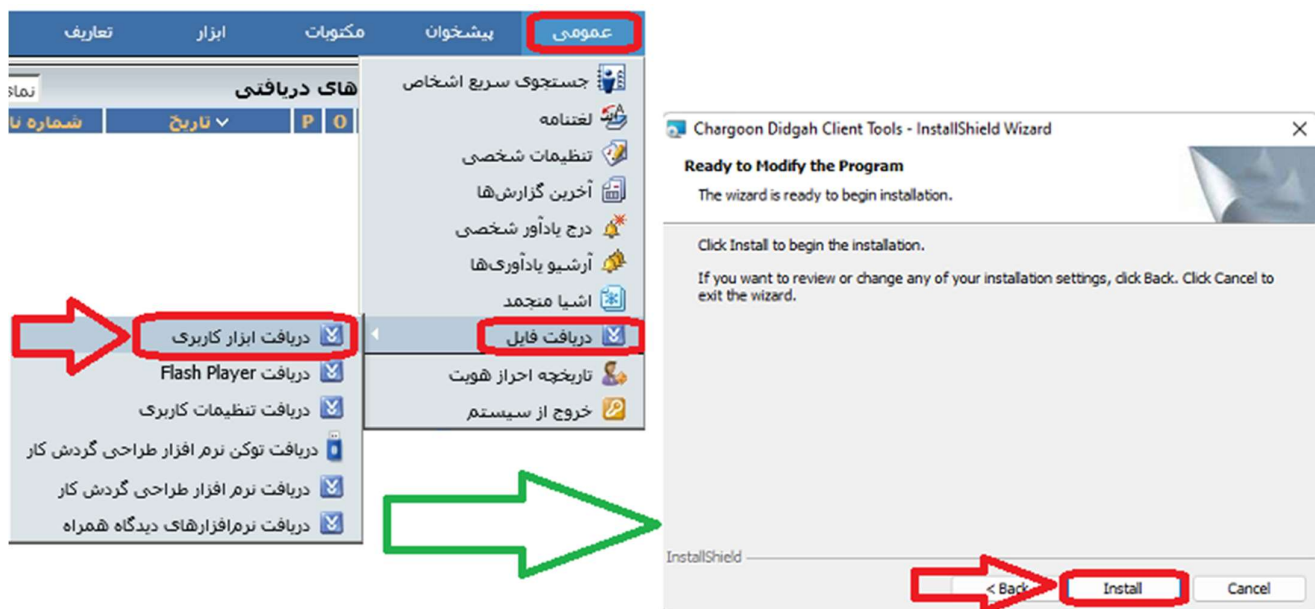 عمومی پیشخوان مکتوبات ابزار تعاریف
های دریافتی
O P تاریخ شماره
جستجوی سریع اشخاص
لغتنامه
تنظیمات شخصی
آخرین گزارش‌ها
درج یادآور شخصی
آرشیو یادآوری‌ها
اشیا منجمد
دریافت فایل
تاریخچه احراز هویت
خروج از سیستم
دریافت ابزار کاربری
دریافت Flash Player
دریافت تنظیمات کاربری
دریافت توکن نرم افزار طراحی گردش کار
دریافت نرم افزار طراحی گردش کار
دریافت نرم‌افزارهای دیدگاه همراه
Chargoon Didgah Client Tools - InstallShield Wizard
Ready to Modify the Program
The wizard is ready to begin installation.
Click Install to begin the installation.
If you want to review or change any of your installation settings, click Back. Click Cancel to
exit the wizard.
InstallShield
< Back Install Cancel